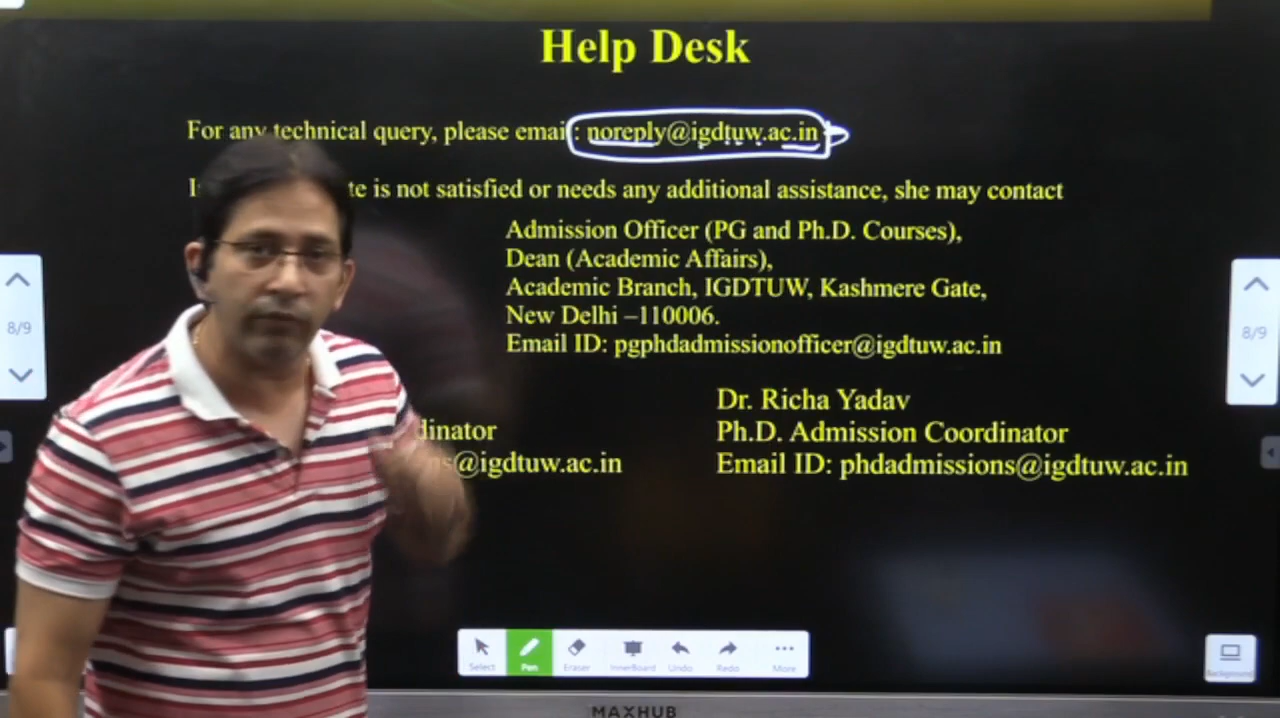 Help Desk
For any technical query, please emai : noreply@igdtuw.ac.in
is not satisfied or needs any additional assistance, she may contact
Admission Officer (PG and Ph.D. Courses),
Dean (Academic Affairs),
Academic Branch, IGDTUW, Kashmere Gate,
New Delhi –110006.
Email ID: pgphdadmissionofficer@igdtuw.ac.in
Dr. Richa Yadav
Ph.D. Admission Coordinator
Email ID: phdadmissions@igdtuw.ac.in
dinator
@igdtuw.ac.in
8/9
8/9
Select
Pen
Eraser
InnerBoard
Undo
Redo
More
Background
MAXHUB